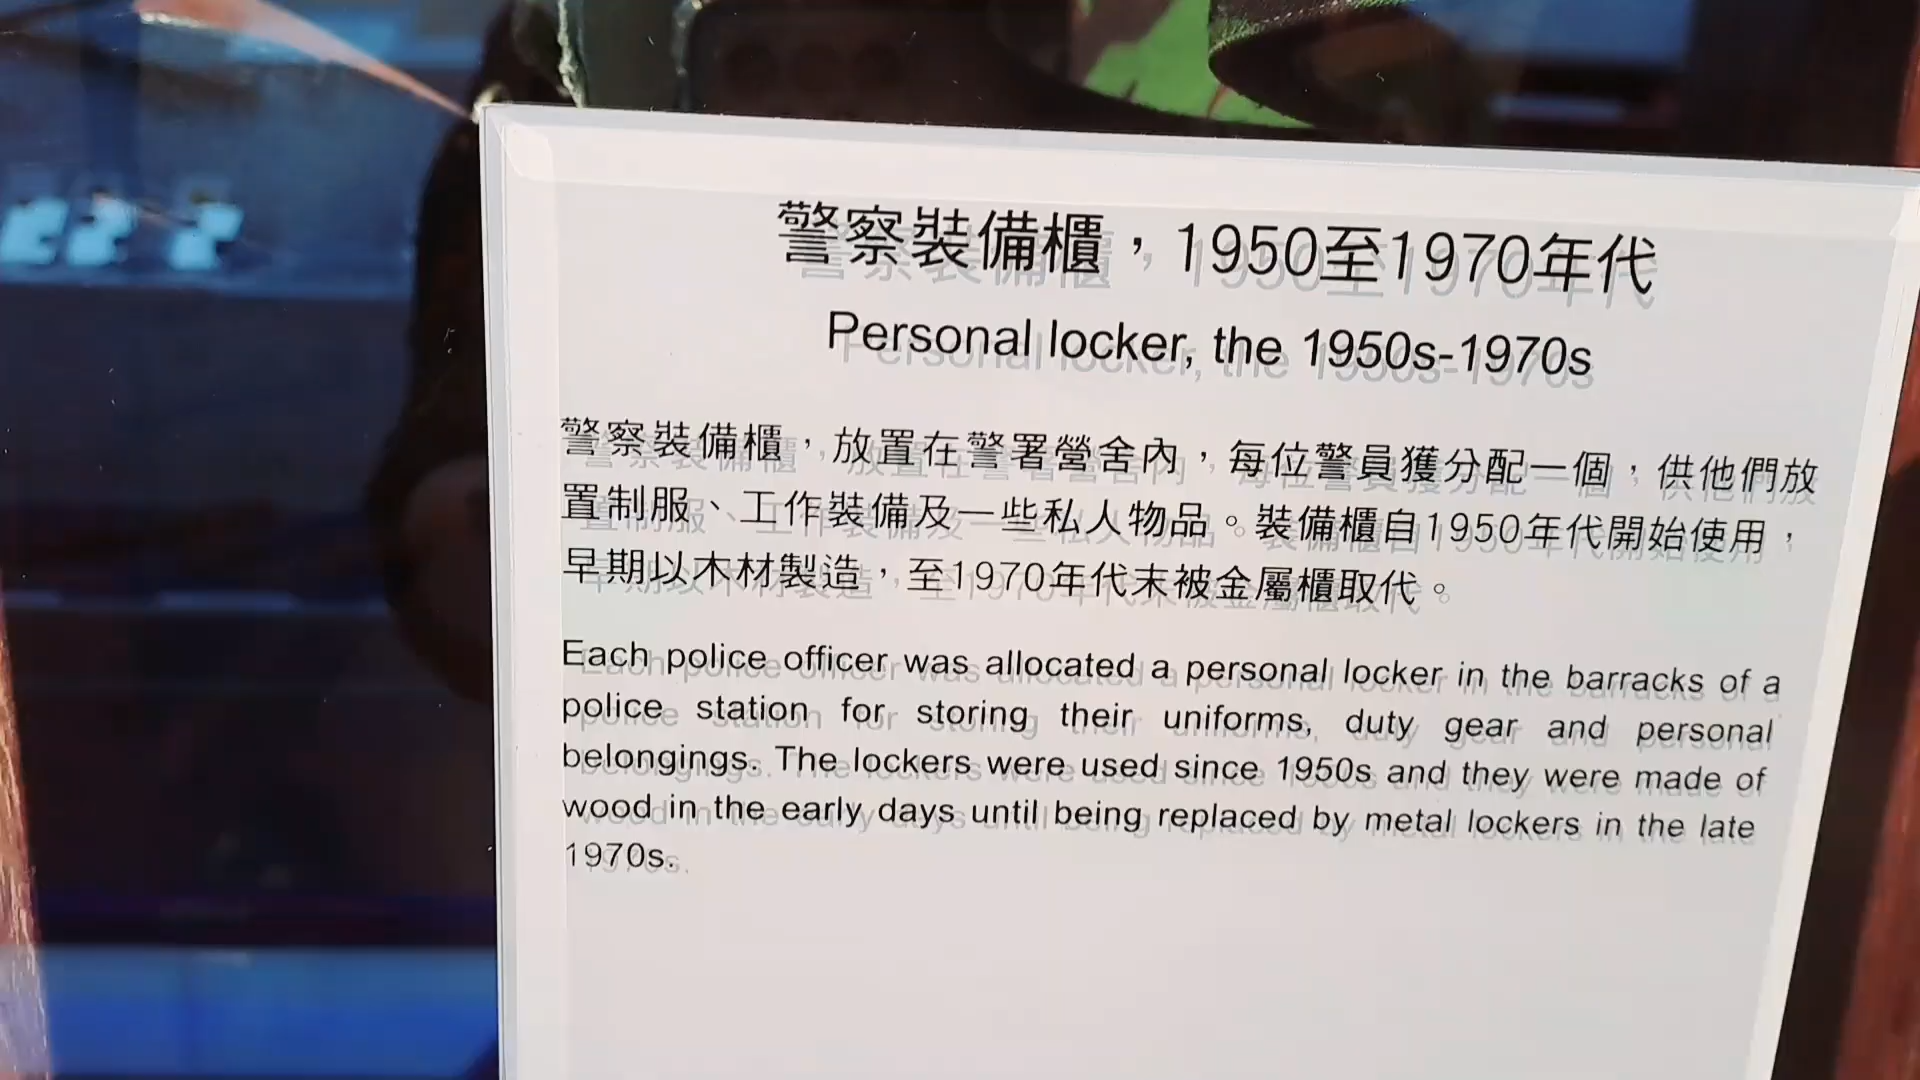 警察裝備櫃，1950至1970年代
Personal locker, the 1950s-1970s
警察裝備櫃，放置在警署營舍內，每位警員獲分配一個，供他們放
置制服、工作裝備及一些私人物品。裝備櫃自1950年代開始使用，
早期以木材製造，至1970年代末被金屬櫃取代。
Each police officer was allocated a personal locker in the barracks of a
police station for storing their uniforms, duty gear and personal
belongings. The lockers were used since 1950s and they were made of
wood in the early days until being replaced by metal lockers in the late
1970s.